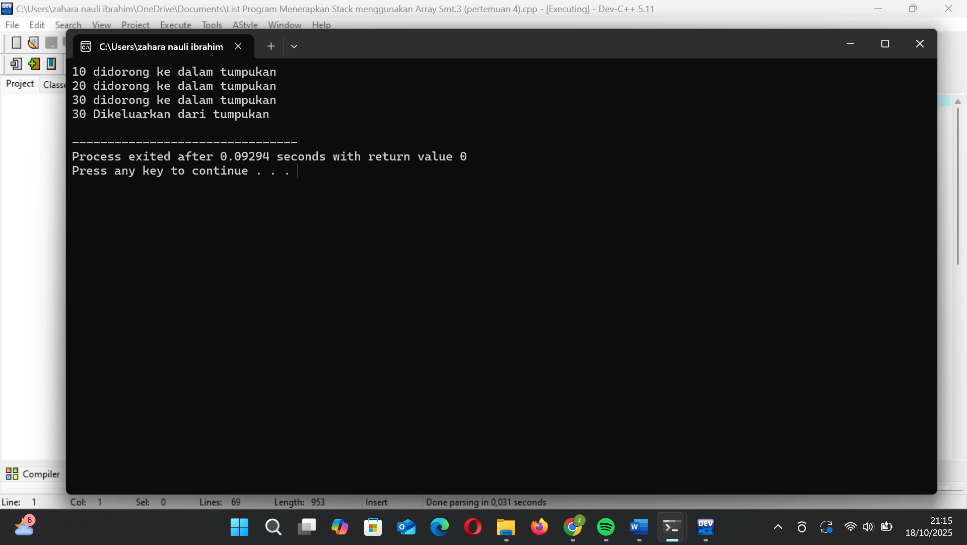 C:\Users\zahara nauli ibrahim\OneDrive\Documents\List Program Menerapkan Stack menggunakan Array Smt.3 (pertemuan 4).cpp - [Executing] - Dev-C++ 5.11
File Edit Search View Project Execute Tools AStyle Window Help
C:\Users\zahara nauli ibrahim
Project Classe
10 didorong ke dalam tumpukan
20 didorong ke dalam tumpukan
30 didorong ke dalam tumpukan
30 Dikeluarkan dari tumpukan
--------------------------------
Process exited after 0.09294 seconds with return value 0
Press any key to continue . . .
Compiler
Line: 1 Col: 1 Sel: 0 Lines: 69 Length: 953 Insert Done parsing in 0,031 seconds
21:15
18/10/2025